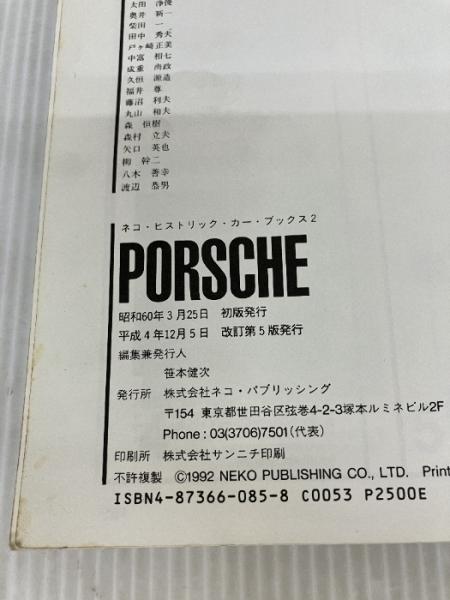 太田 浄俊
奥井 新一
柴田 一
田中 秀夫
戸ヶ崎正美
中富 相七
成重 尚政
久恒 雅造
福井 尊
藤沼 利夫
丸山 和夫
森 恒樹
森村 立夫
矢口 英也
柳 幹二
八木 善幸
渡辺 恭男
ネコ・ヒストリック・カー・ブックス2
PORSCHE
昭和60年3月25日 初版発行
平成4年12月5日 改訂第5版発行
編集兼発行人
笹本健次
発行所 株式会社ネコ・パブリッシング
〒154 東京都世田谷区弦巻4-2-3塚本ルミネビル2F
Phone : 03(3706)7501(代表)
印刷所 株式会社サンニチ印刷
不許複製 ©1992 NEKO PUBLISHING CO., LTD. Print
ISBN4-87366-085-8 C0053 P2500E